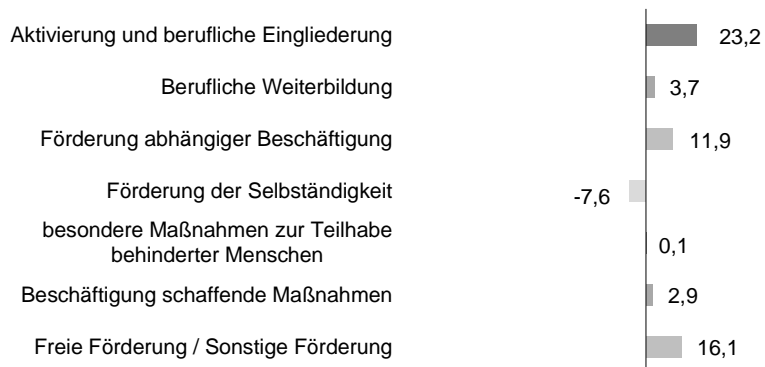 Aktivierung und berufliche Eingliederung 23,2
Berufliche Weiterbildung 3,7
Förderung abhängiger Beschäftigung 11,9
Förderung der Selbständigkeit -7,6
besondere Maßnahmen zur Teilhabe
behinderter Menschen 0,1
Beschäftigung schaffende Maßnahmen 2,9
Freie Förderung / Sonstige Förderung 16,1